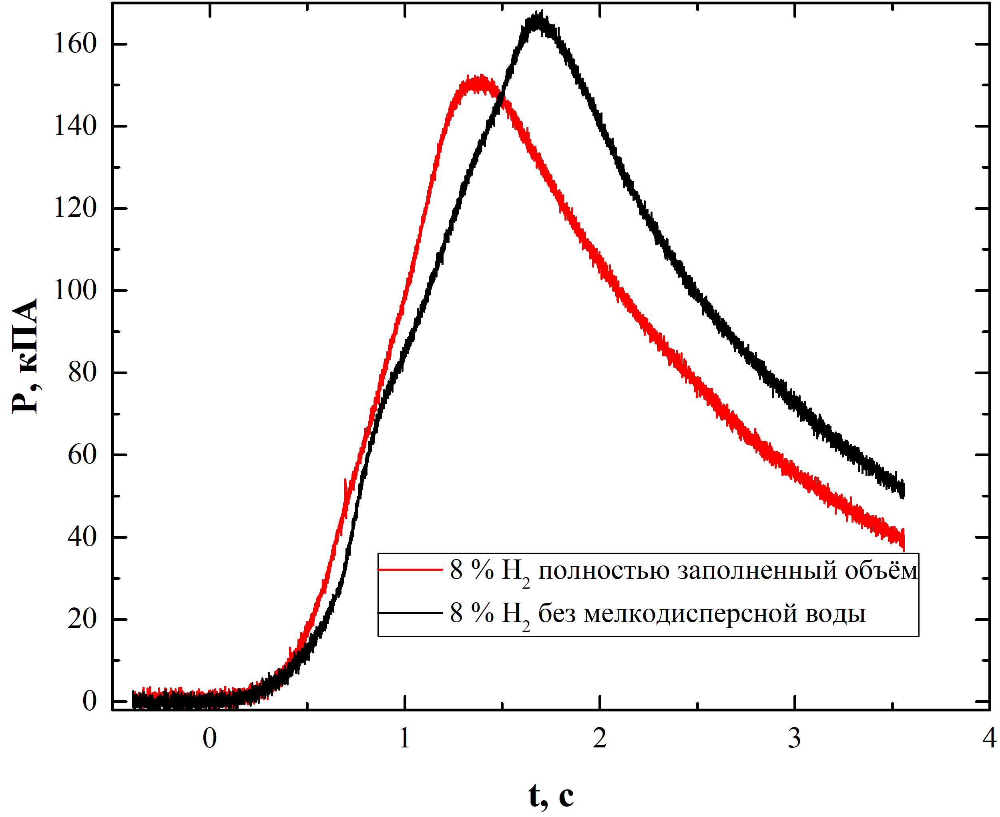 160
140
120
100
80
60
40
20
0
P, кПА
8 % H₂ полностью заполненный объём
8 % H₂ без мелкодисперсной воды
0 1 2 3 4
t, с